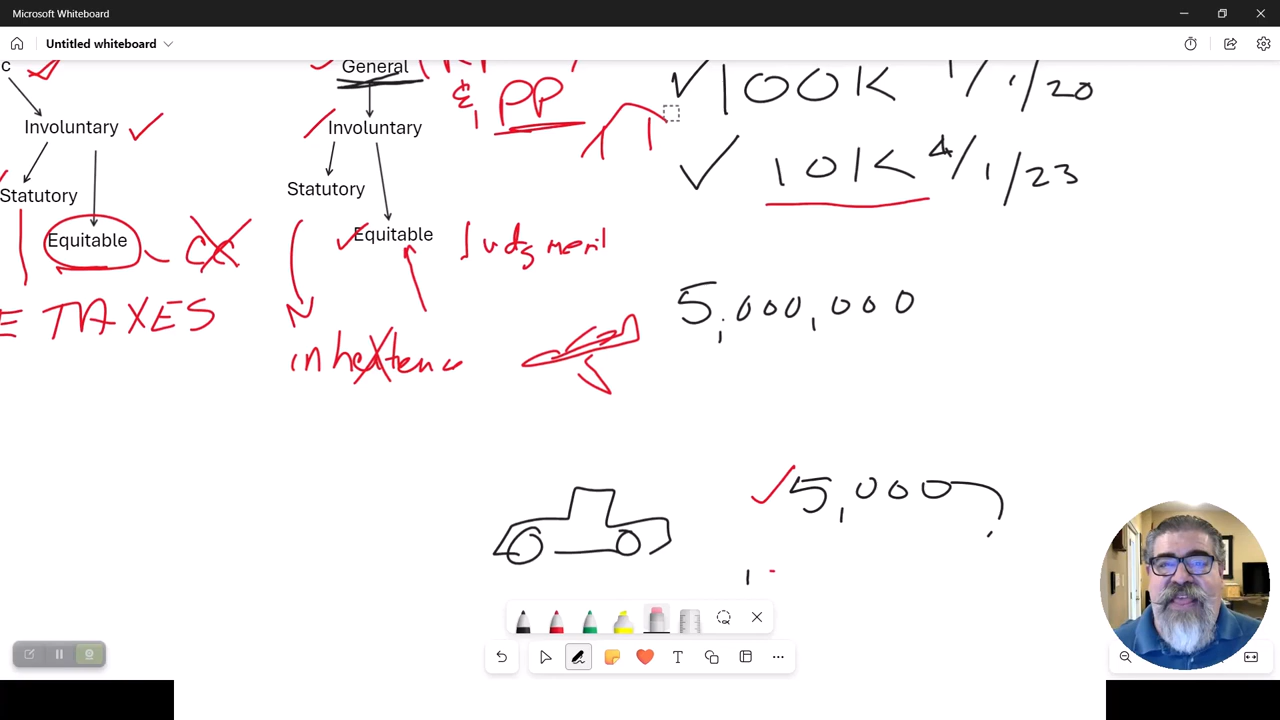 Microsoft Whiteboard
Untitled whiteboard
c
General
& PP
100K 1/1/20
Involuntary
Involuntary
10K 4/1/23
Statutory
Statutory
Equitable
CC
Equitable
Judgment
E TAXES
5,000,000
5,000?